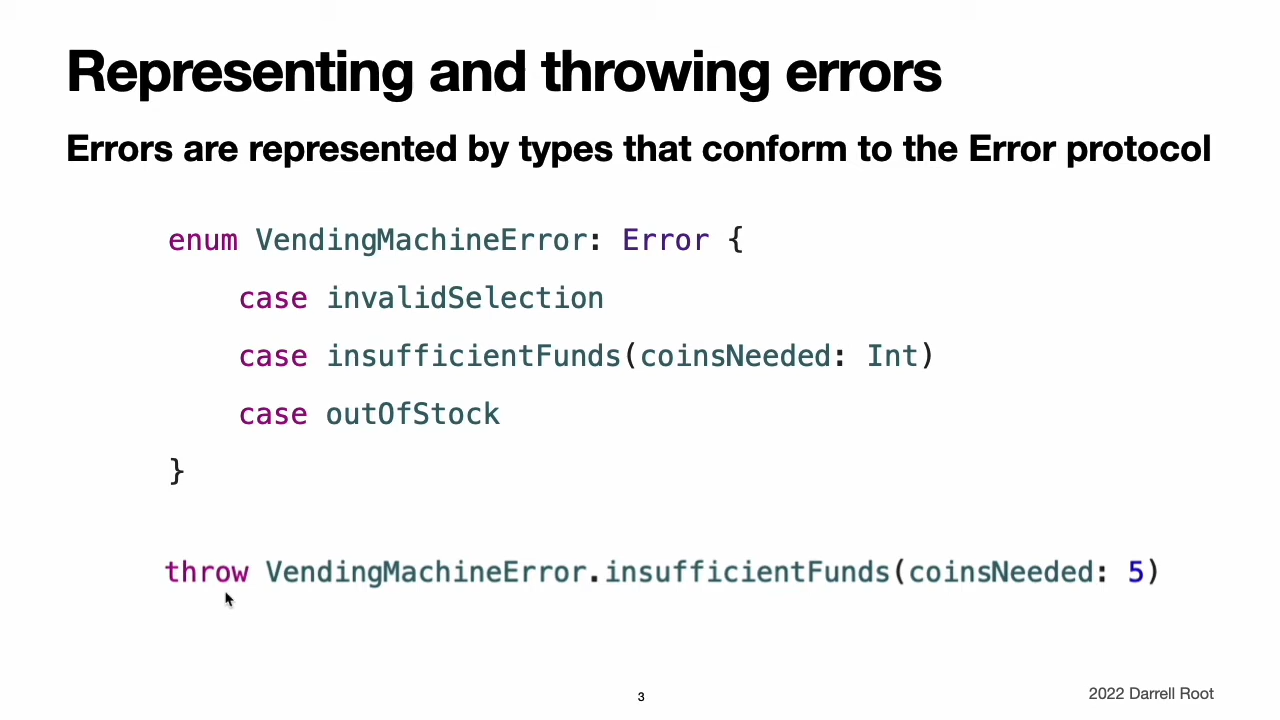 Representing and throwing errors
Errors are represented by types that conform to the Error protocol
enum VendingMachineError: Error {
    case invalidSelection
    case insufficientFunds(coinsNeeded: Int)
    case outOfStock
}
throw VendingMachineError.insufficientFunds(coinsNeeded: 5)
3
2022 Darrell Root